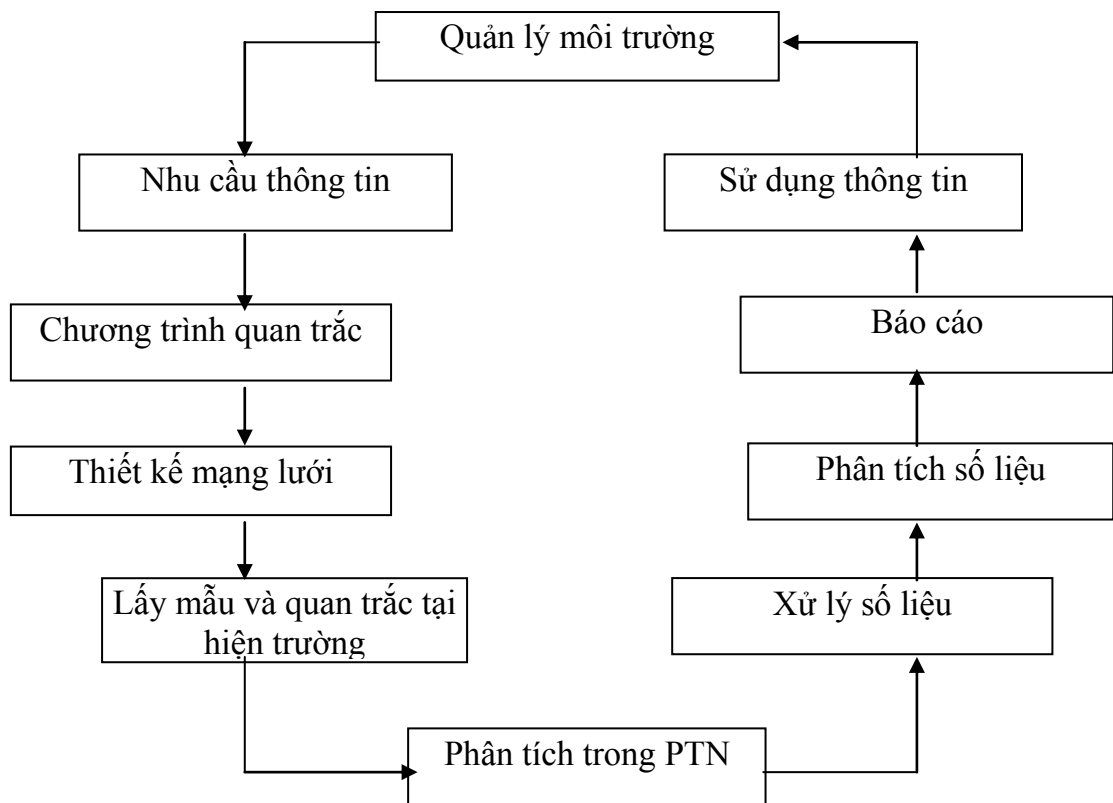 Quản lý môi trường
Nhu cầu thông tin
Sử dụng thông tin
Chương trình quan trắc
Báo cáo
Thiết kế mạng lưới
Phân tích số liệu
Lấy mẫu và quan trắc tại
hiện trường
Xử lý số liệu
Phân tích trong PTN